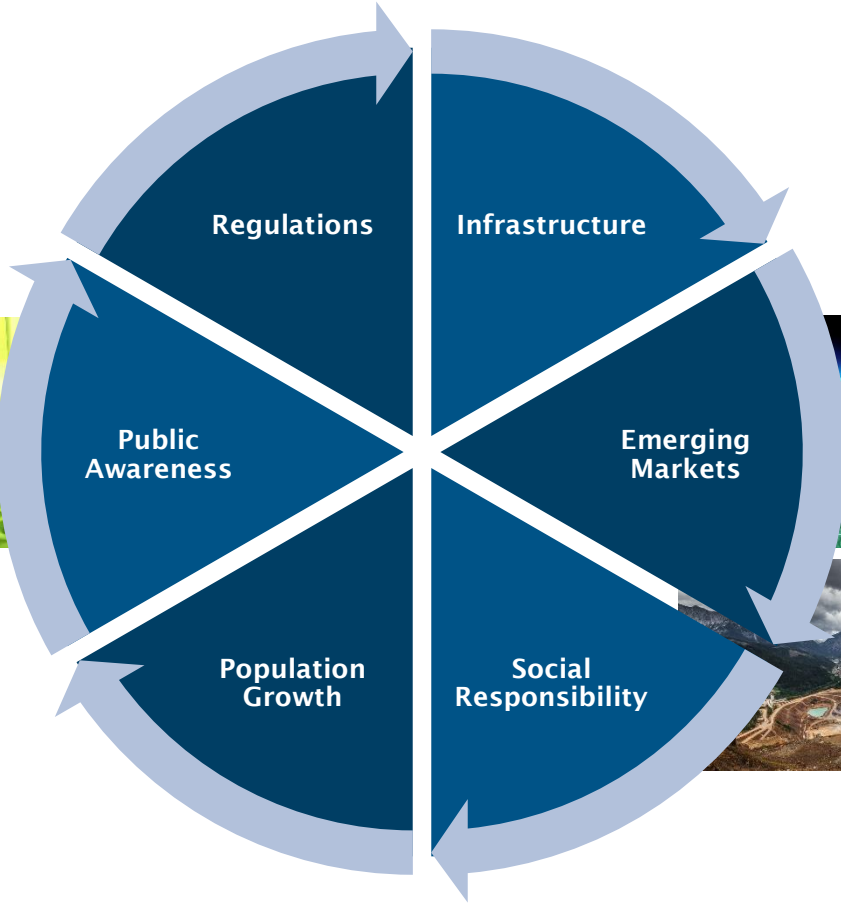 Regulations
Infrastructure
Public
Awareness
Emerging
Markets
Population
Growth
Social
Responsibility